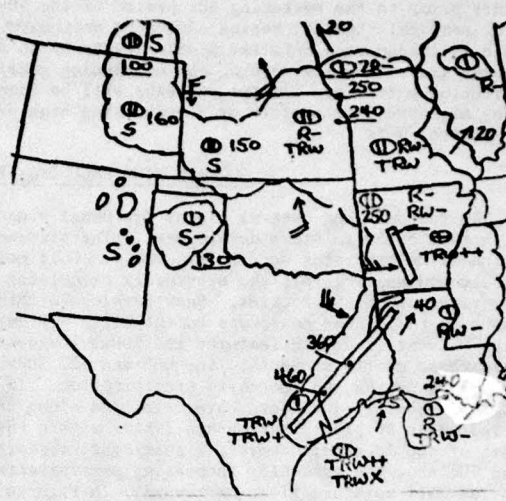 S
100
S 160
20
ZR-
250
R-
F
240
120
S 150
R-
TRW
RW-
TRW
S-
130
S
250
R-
RW-
TRW++
40
RW-
360
460
240
S
TRW-
TRW
TRW+
TRW++
TRWX